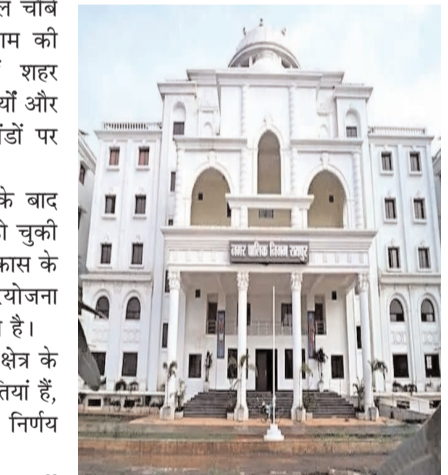 चौबे
ाम की
शहर
र्यों और
ंडों पर
के बाद
ो चुकी
कास के
योजना
है।
क्षेत्र के
तियां हैं,
निर्णय
नगर पालिक निगम रायपुर